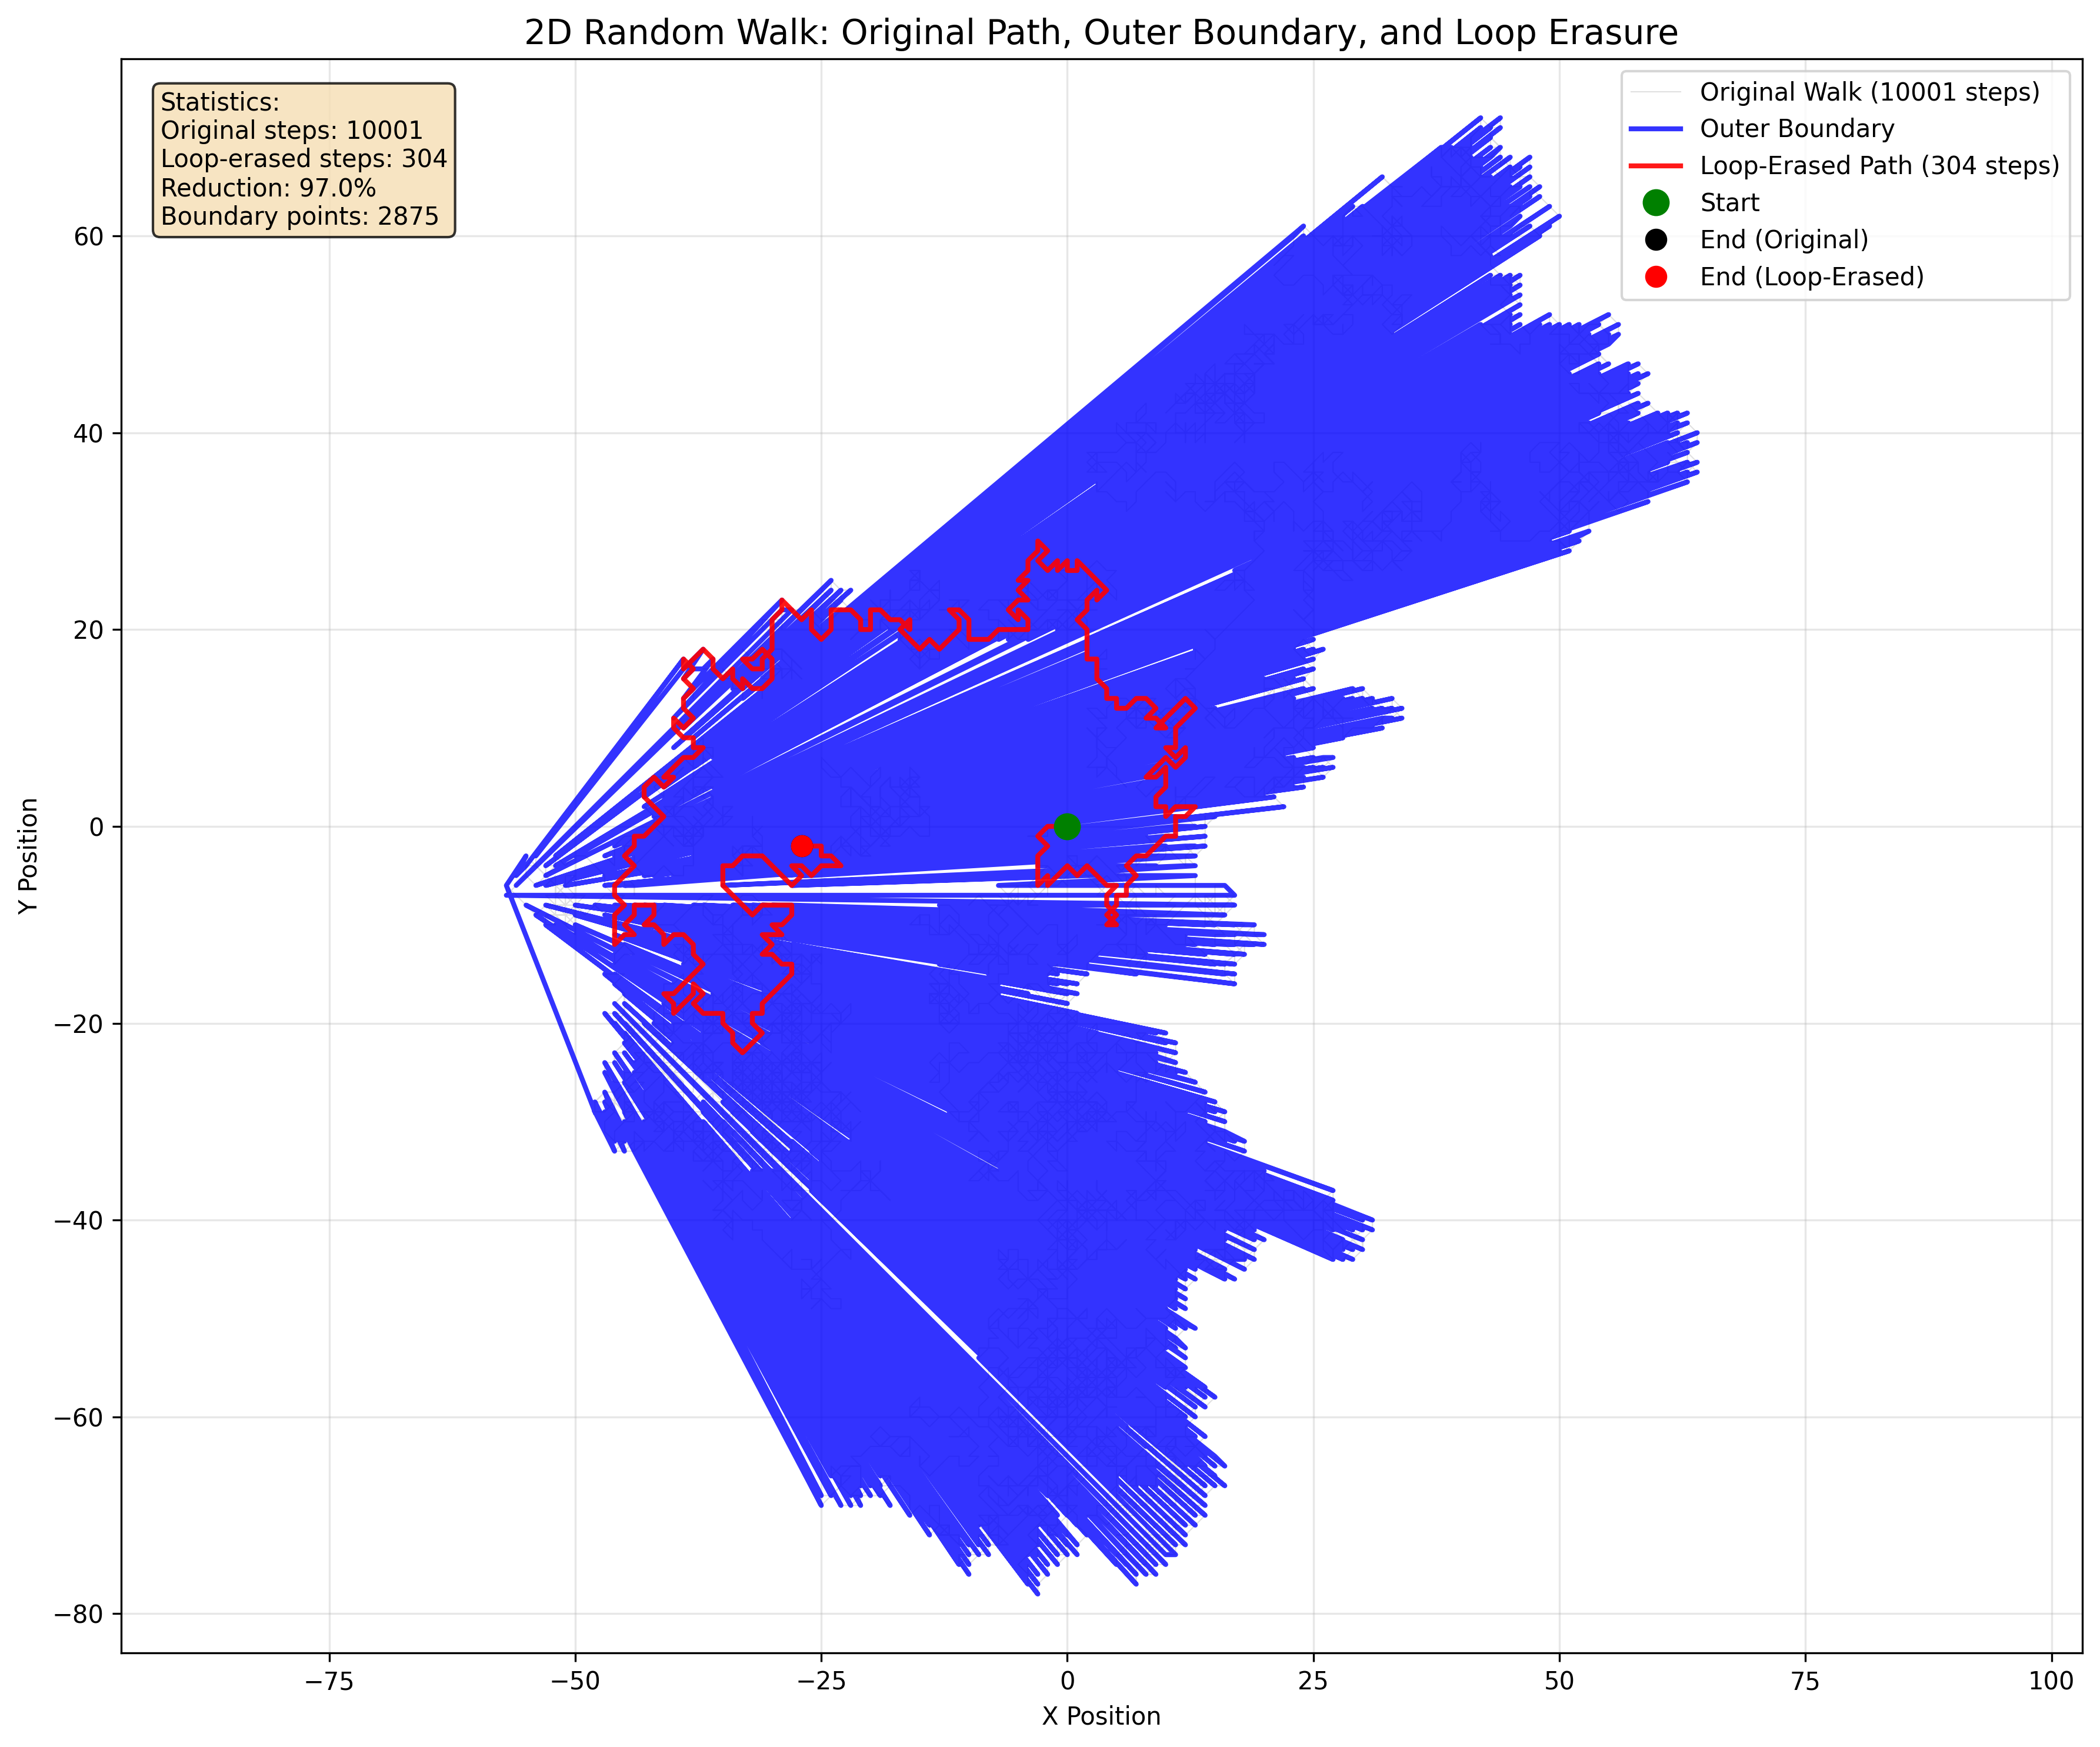 2D Random Walk: Original Path, Outer Boundary, and Loop Erasure
Statistics:
Original steps: 10001
Loop-erased steps: 304
Reduction: 97.0%
Boundary points: 2875
Original Walk (10001 steps)
Outer Boundary
Loop-Erased Path (304 steps)
Start
End (Original)
End (Loop-Erased)
Y Position
60
40
20
0
−20
−40
−60
−80
−75
−50
−25
0
25
50
75
100
X Position